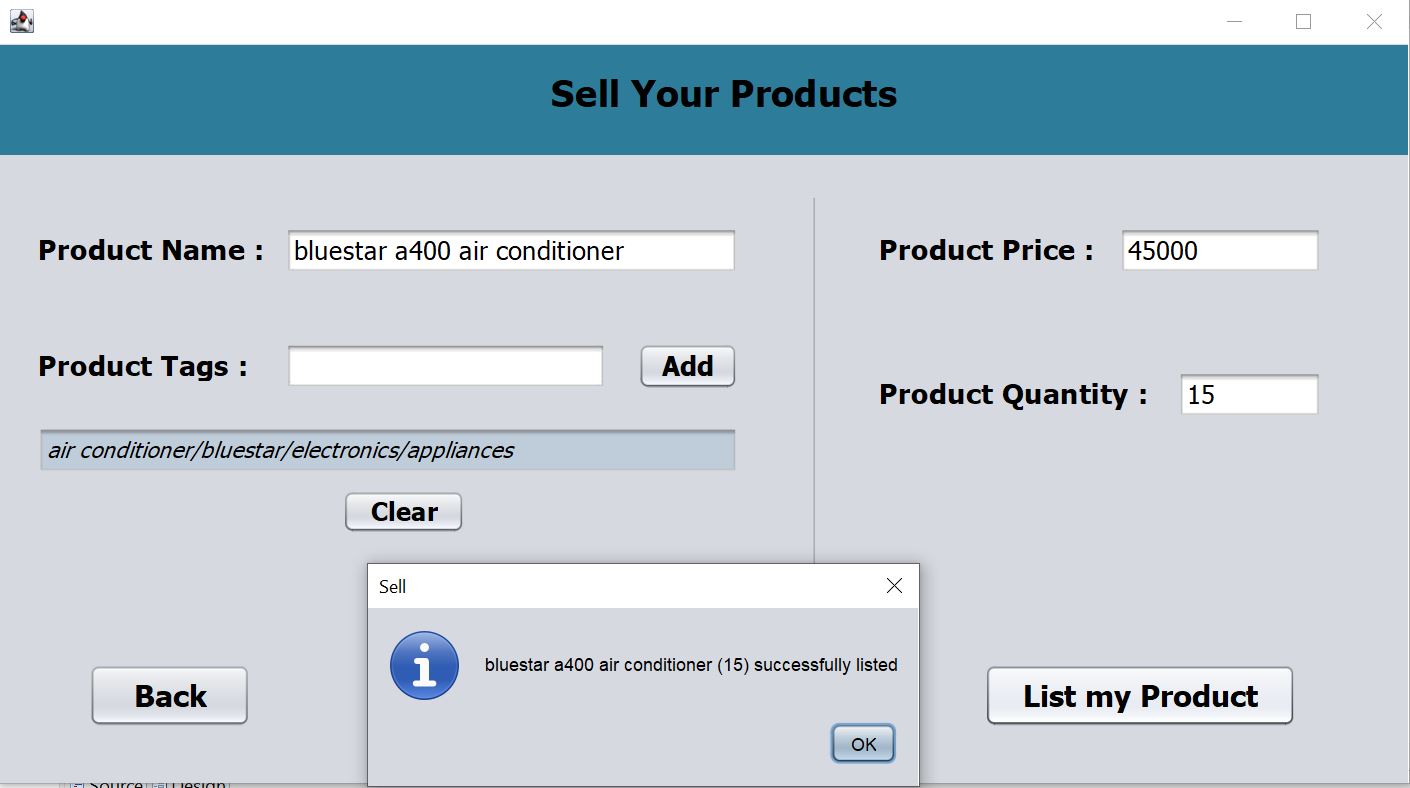 Sell Your Products
Product Name :
bluestar a400 air conditioner
Product Price :
45000
Product Tags :
Add
Product Quantity :
15
air conditioner/bluestar/electronics/appliances
Clear
Sell
bluestar a400 air conditioner (15) successfully listed
OK
Back
List my Product
Source
Design